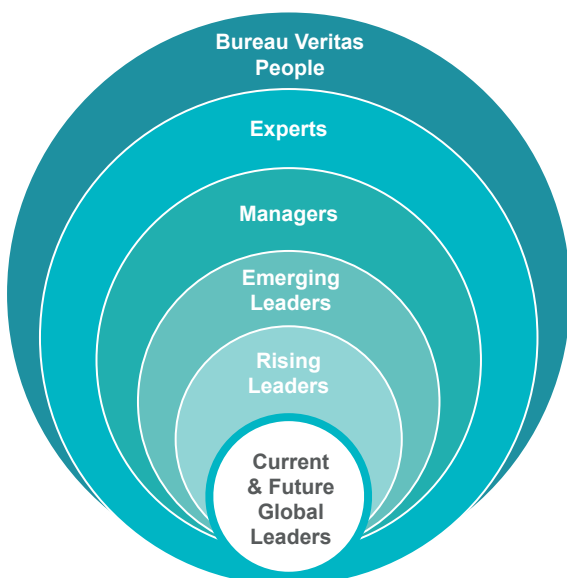 Bureau Veritas
People
Experts
Managers
Emerging
Leaders
Rising
Leaders
Current
& Future
Global
Leaders